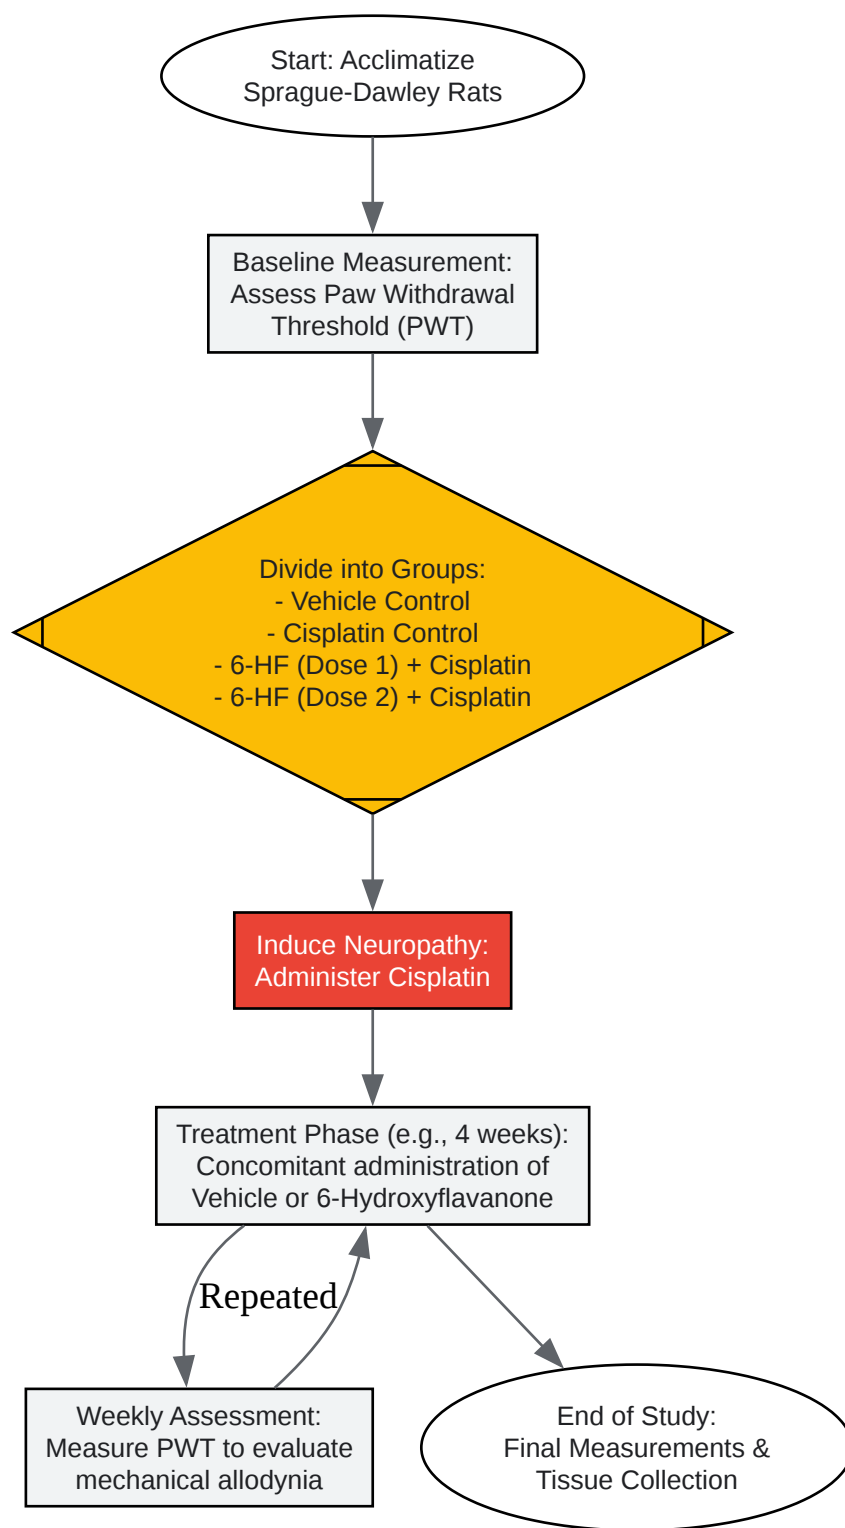 Start: Acclimatize
Sprague-Dawley Rats
Baseline Measurement:
Assess Paw Withdrawal
Threshold (PWT)
Divide into Groups:
- Vehicle Control
- Cisplatin Control
- 6-HF (Dose 1) + Cisplatin
- 6-HF (Dose 2) + Cisplatin
Induce Neuropathy:
Administer Cisplatin
Treatment Phase (e.g., 4 weeks):
Concomitant administration of
Vehicle or 6-Hydroxyflavanone
Repeated
Weekly Assessment:
Measure PWT to evaluate
mechanical allodynia
End of Study:
Final Measurements &
Tissue Collection